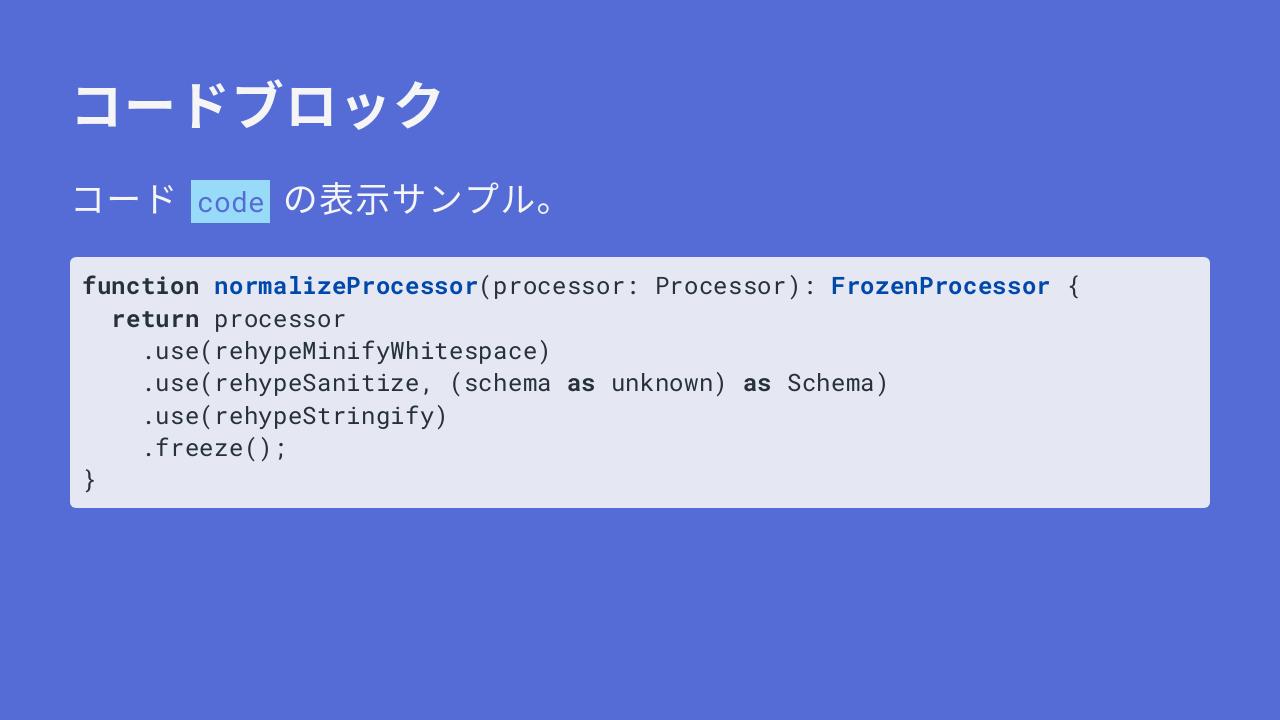 コードブロック
コード code の表示サンプル。
function normalizeProcessor(processor: Processor): FrozenProcessor {
  return processor
    .use(rehypeMinifyWhitespace)
    .use(rehypeSanitize, (schema as unknown) as Schema)
    .use(rehypeStringify)
    .freeze();
}